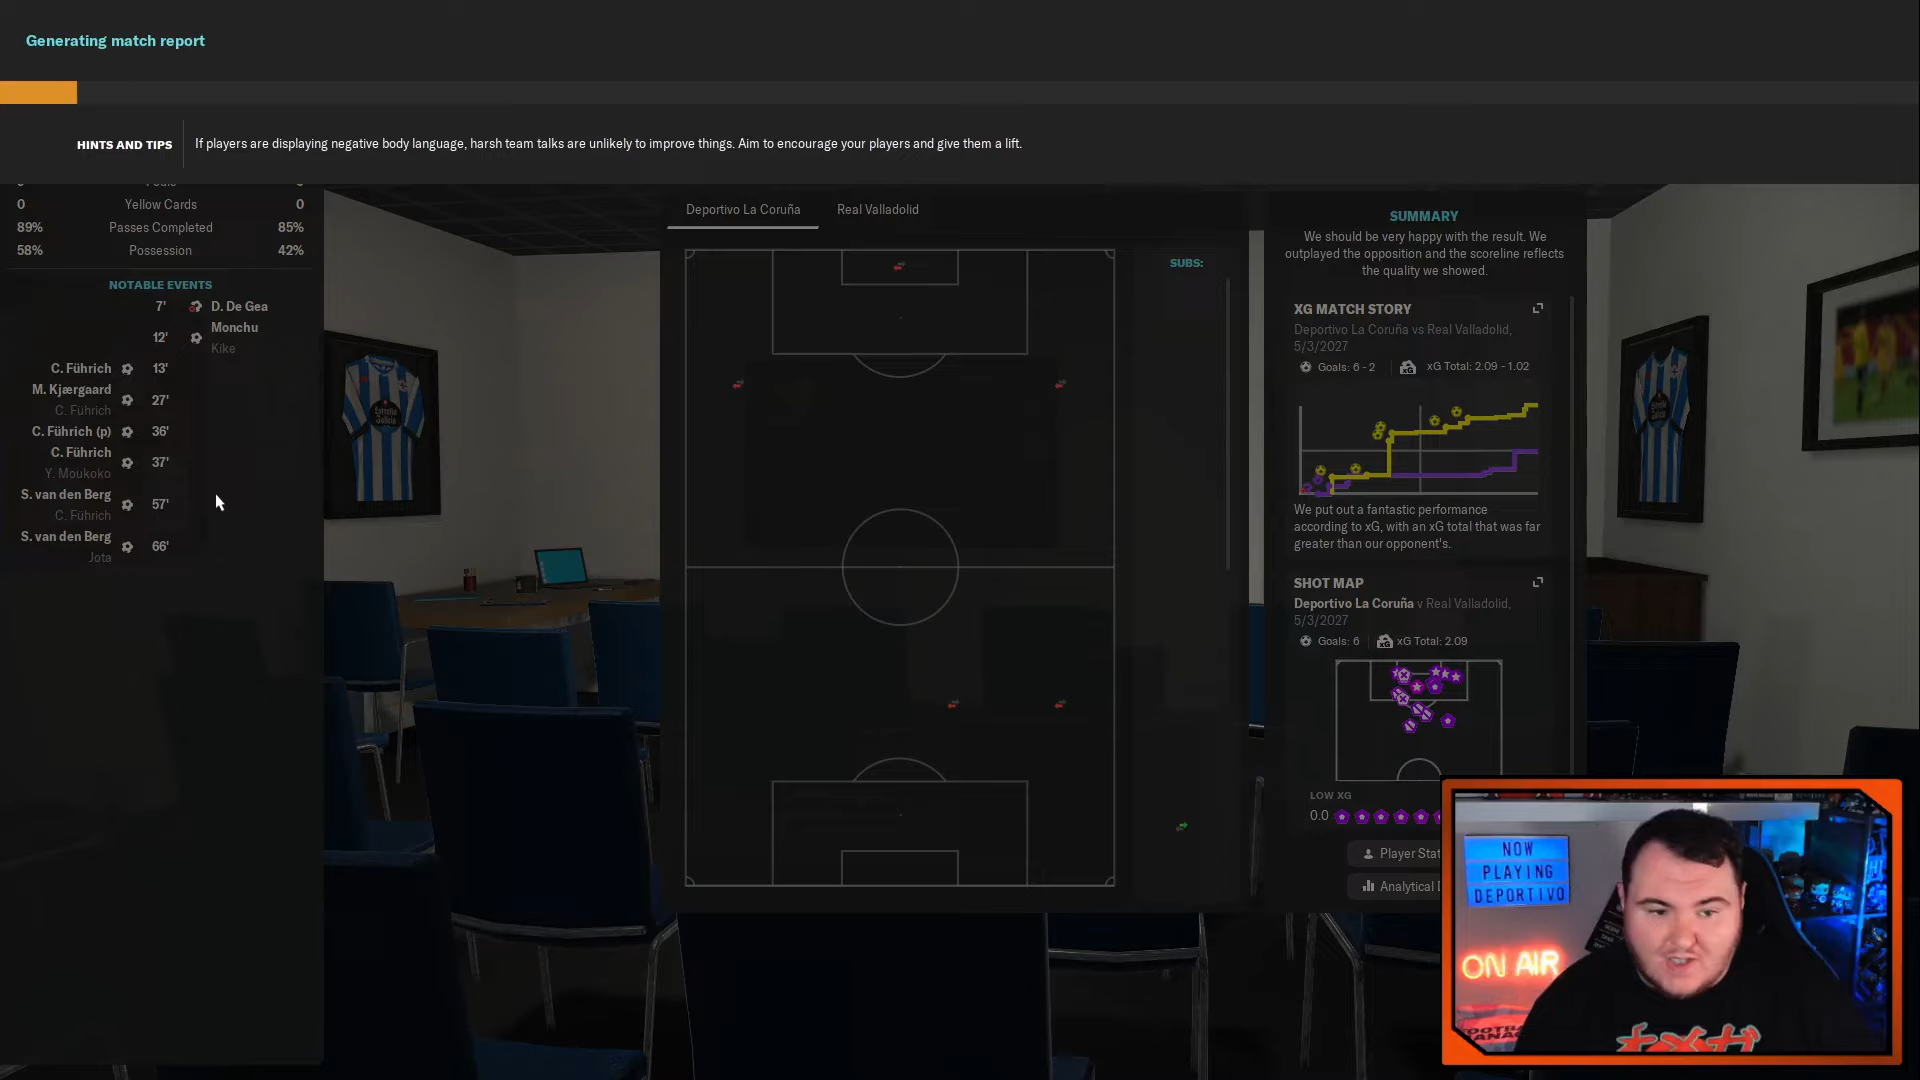 Generating match report
HINTS AND TIPS
If players are displaying negative body language, harsh team talks are unlikely to improve things. Aim to encourage your players and give them a lift.
0 Yellow Cards 0
89% Passes Completed 85%
58% Possession 42%
NOTABLE EVENTS
7' D. De Gea
12' Monchu
Kike
C. Führich 13'
M. Kjærgaard 27'
C. Führich
C. Führich (p) 36'
C. Führich 37'
Y. Moukoko
S. van den Berg 57'
C. Führich
S. van den Berg 66'
Jota
Estrella Galicia
Deportivo La Coruña
Real Valladolid
SUBS:
SUMMARY
We should be very happy with the result. We
outplayed the opposition and the scoreline reflects
the quality we showed.
XG MATCH STORY
Deportivo La Coruña vs Real Valladolid,
5/3/2027
Goals: 6 - 2
xG Total: 2.09 - 1.02
We put out a fantastic performance
according to xG, with an xG total that was far
greater than our opponent's.
SHOT MAP
Deportivo La Coruña v Real Valladolid,
5/3/2027
Goals: 6
xG Total: 2.09
LOW XG
0.0
Player Stat
Analytical D
NOW
PLAYING
DEPORTIVO
ON AIR